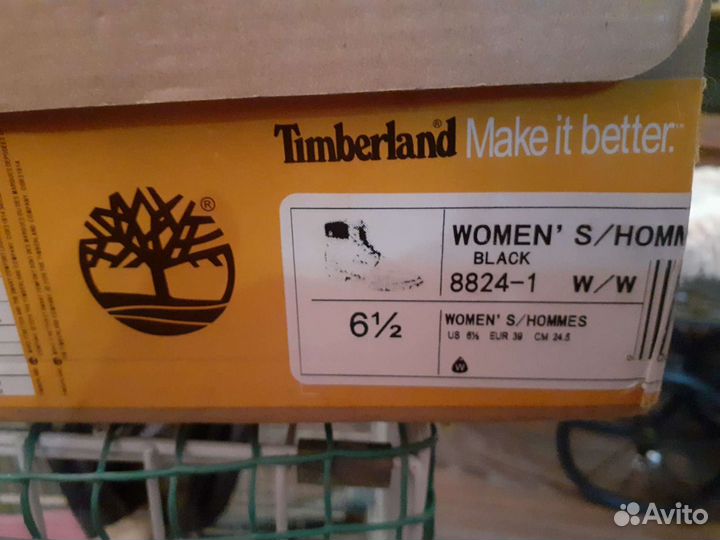 Timberland® Make it better.™
®
WOMEN' S/HOMM
BLACK
8824-1 W/W
6½
WOMEN' S/HOMMES
US 6½ EUR 39 CM 24.5
W
Avito